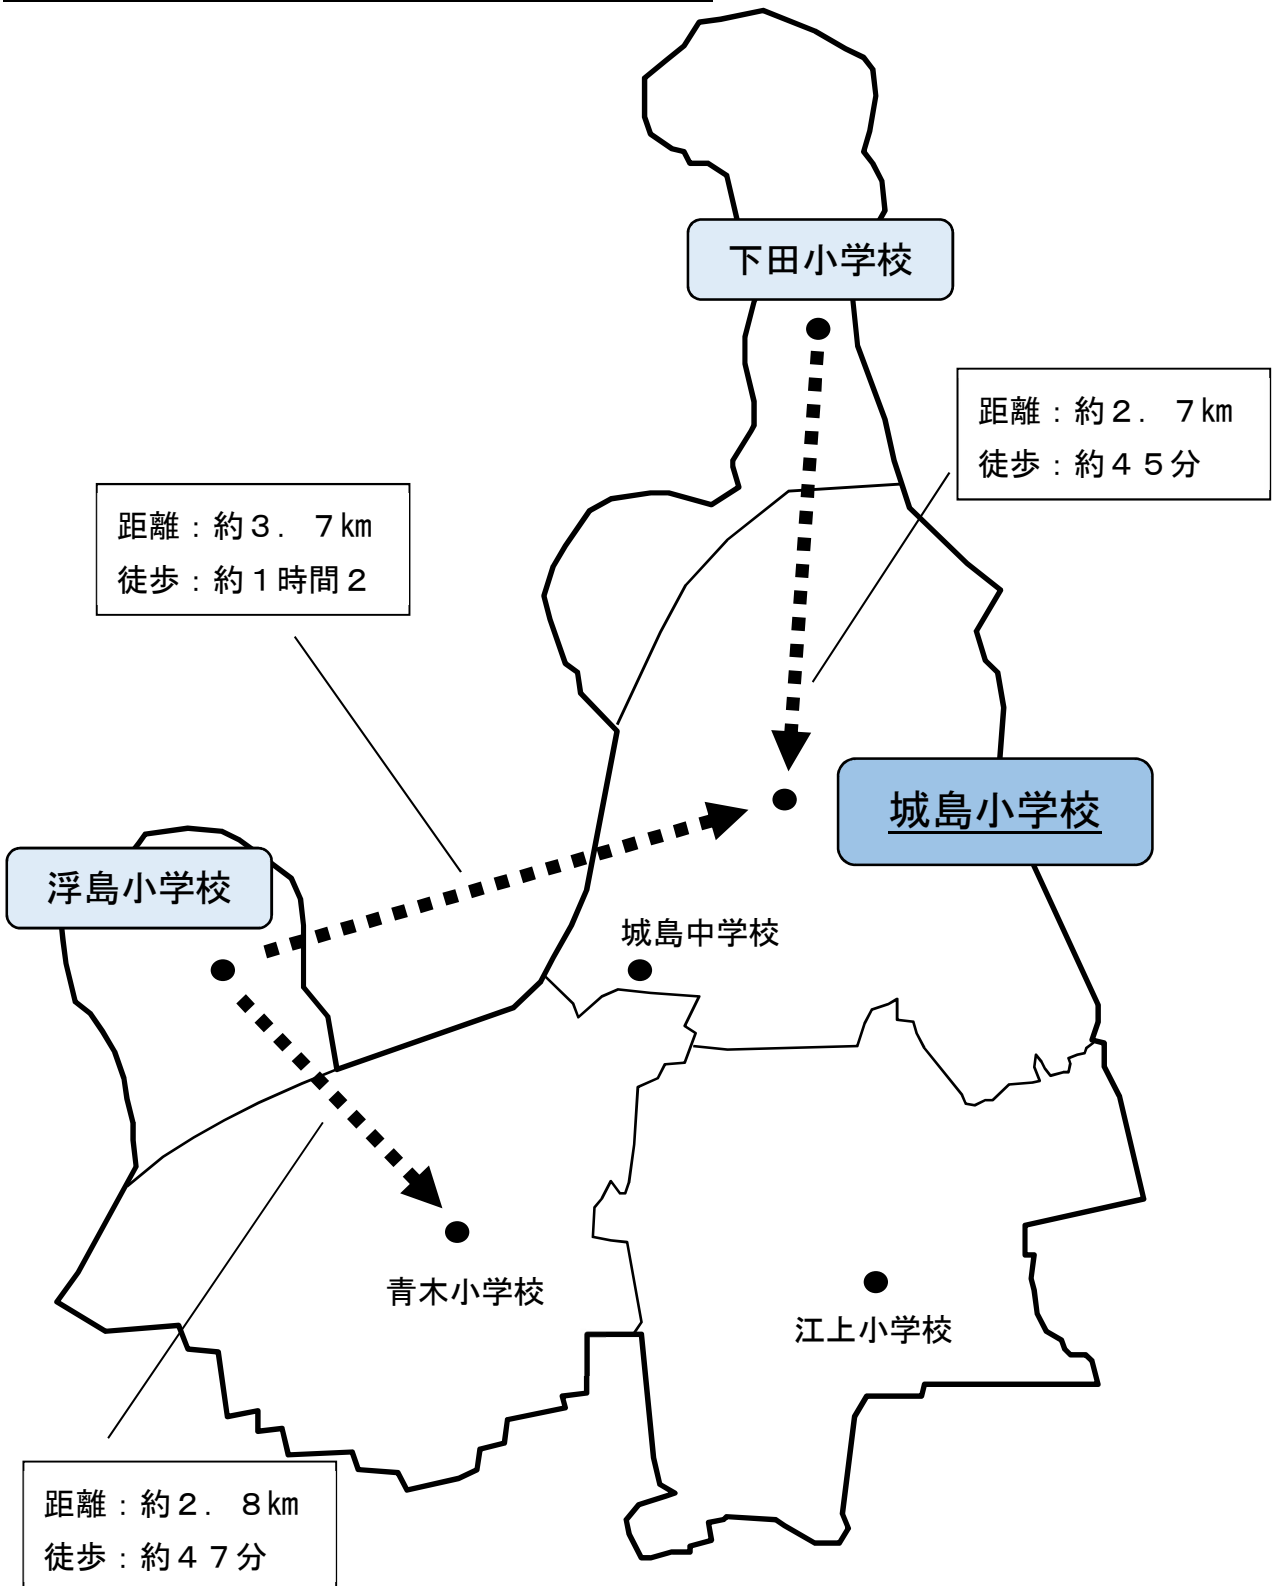 下田小学校
距離：約２．７㎞
徒歩：約４５分
距離：約３．７㎞
徒歩：約１時間２
城島小学校
浮島小学校
城島中学校
青木小学校
江上小学校
距離：約２．８㎞
徒歩：約４７分